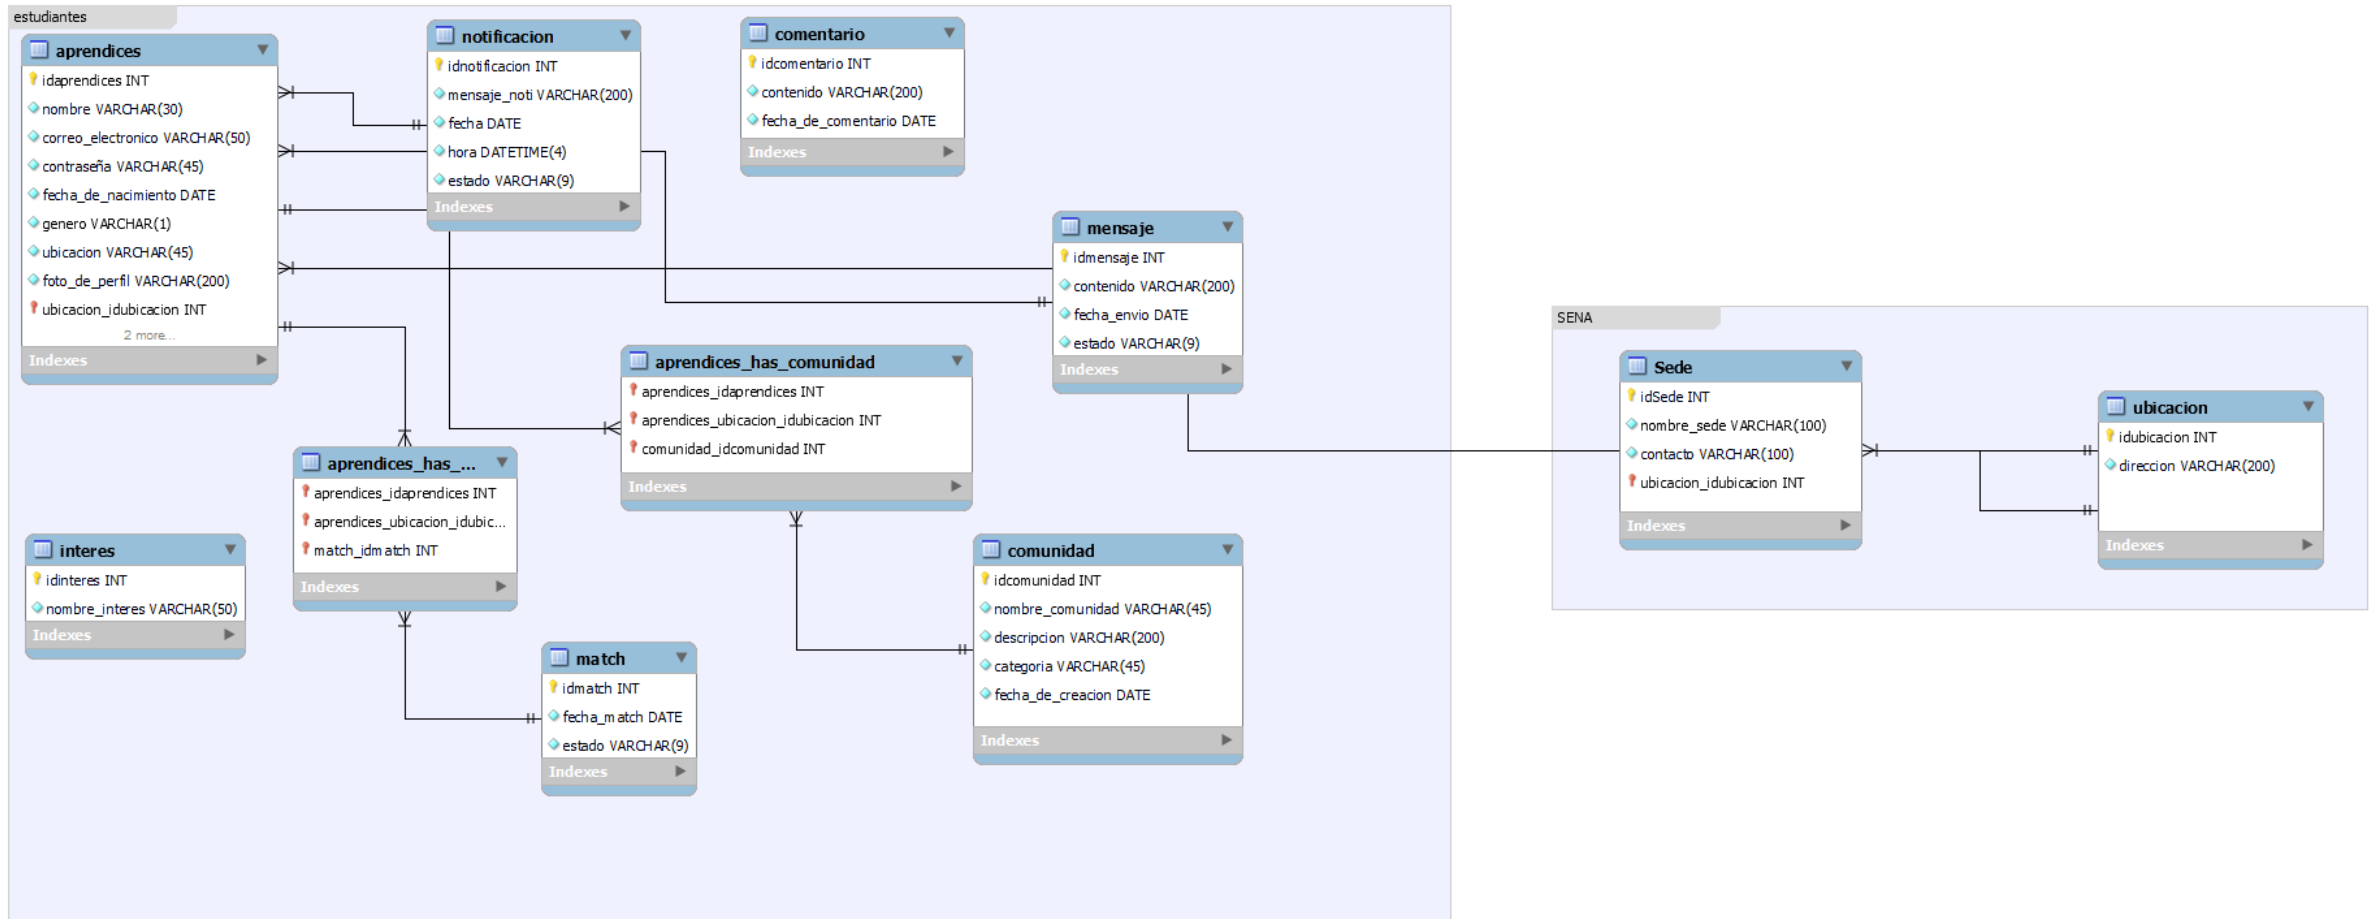 estudiantes
aprendices
idaprendices INT
nombre VARCHAR(30)
correo_electronico VARCHAR(50)
contraseña VARCHAR(45)
fecha_de_nacimiento DATE
genero VARCHAR(1)
ubicacion VARCHAR(45)
foto_de_perfil VARCHAR(200)
ubicacion_idubicacion INT
2 more...
Indexes
notificacion
idnotificacion INT
mensaje_noti VARCHAR(200)
fecha DATE
hora DATETIME(4)
estado VARCHAR(9)
Indexes
comentario
idcomentario INT
contenido VARCHAR(200)
fecha_de_comentario DATE
Indexes
mensaje
idmensaje INT
contenido VARCHAR(200)
fecha_envio DATE
estado VARCHAR(9)
Indexes
aprendices_has_comunidad
aprendices_idaprendices INT
aprendices_ubicacion_idubicacion INT
comunidad_idcomunidad INT
Indexes
aprendices_has_...
aprendices_idaprendices INT
aprendices_ubicacion_idubic...
match_idmatch INT
Indexes
interes
idinteres INT
nombre_interes VARCHAR(50)
Indexes
match
idmatch INT
fecha_match DATE
estado VARCHAR(9)
Indexes
comunidad
idcomunidad INT
nombre_comunidad VARCHAR(45)
descripcion VARCHAR(200)
categoria VARCHAR(45)
fecha_de_creacion DATE
Indexes
SENA
Sede
idSede INT
nombre_sede VARCHAR(100)
contacto VARCHAR(100)
ubicacion_idubicacion INT
Indexes
ubicacion
idubicacion INT
direccion VARCHAR(200)
Indexes